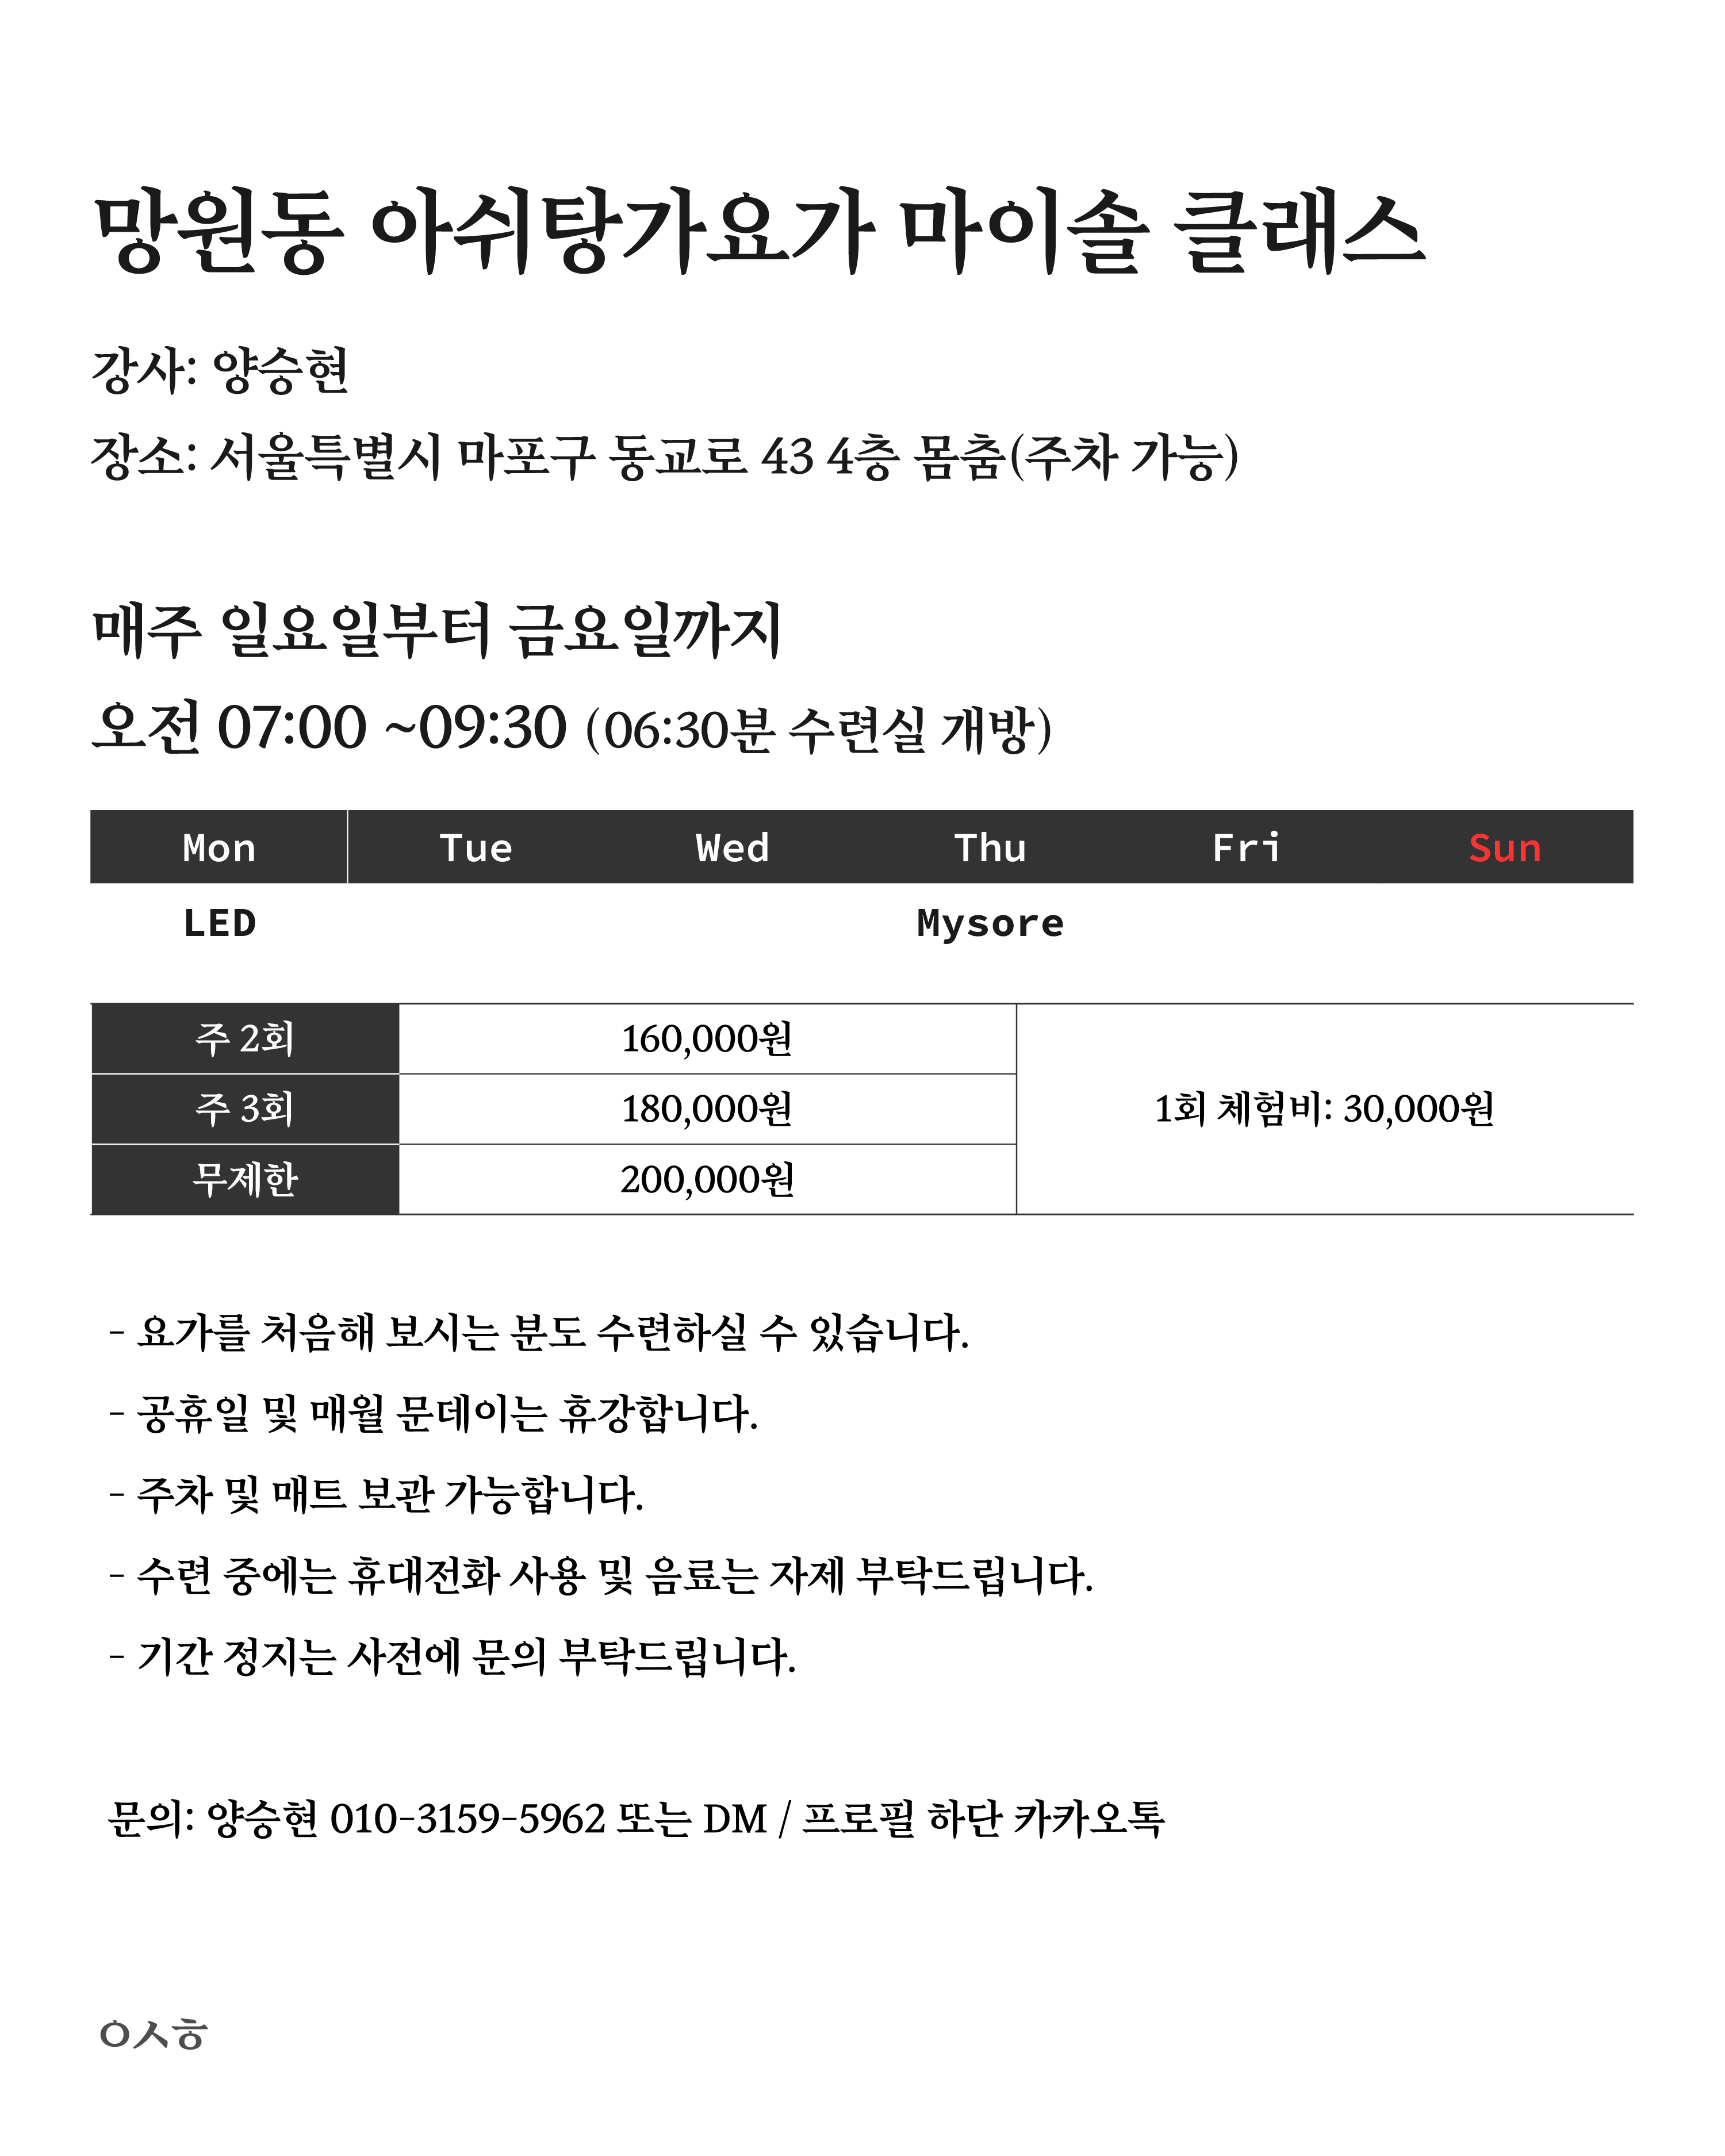 망원동 아쉬탕가요가 마이솔 클래스
강사: 양승현
장소: 서울특별시 마포구 동교로 43 4층 몸춤(주차 가능)
매주 일요일부터 금요일까지
오전 07:00 ~09:30 (06:30분 수련실 개방)
Mon Tue Wed Thu Fri Sun
LED Mysore
주 2회 160,000원
주 3회 180,000원 1회 체험비: 30,000원
무제한 200,000원
- 요가를 처음해 보시는 분도 수련하실 수 있습니다.
- 공휴일 및 매월 문데이는 휴강합니다.
- 주차 및 매트 보관 가능합니다.
- 수련 중에는 휴대전화 사용 및 음료는 자제 부탁드립니다.
- 기간 정지는 사전에 문의 부탁드립니다.
문의: 양승현 010-3159-5962 또는 DM / 프로필 하단 카카오톡
ㅇㅅㅎ